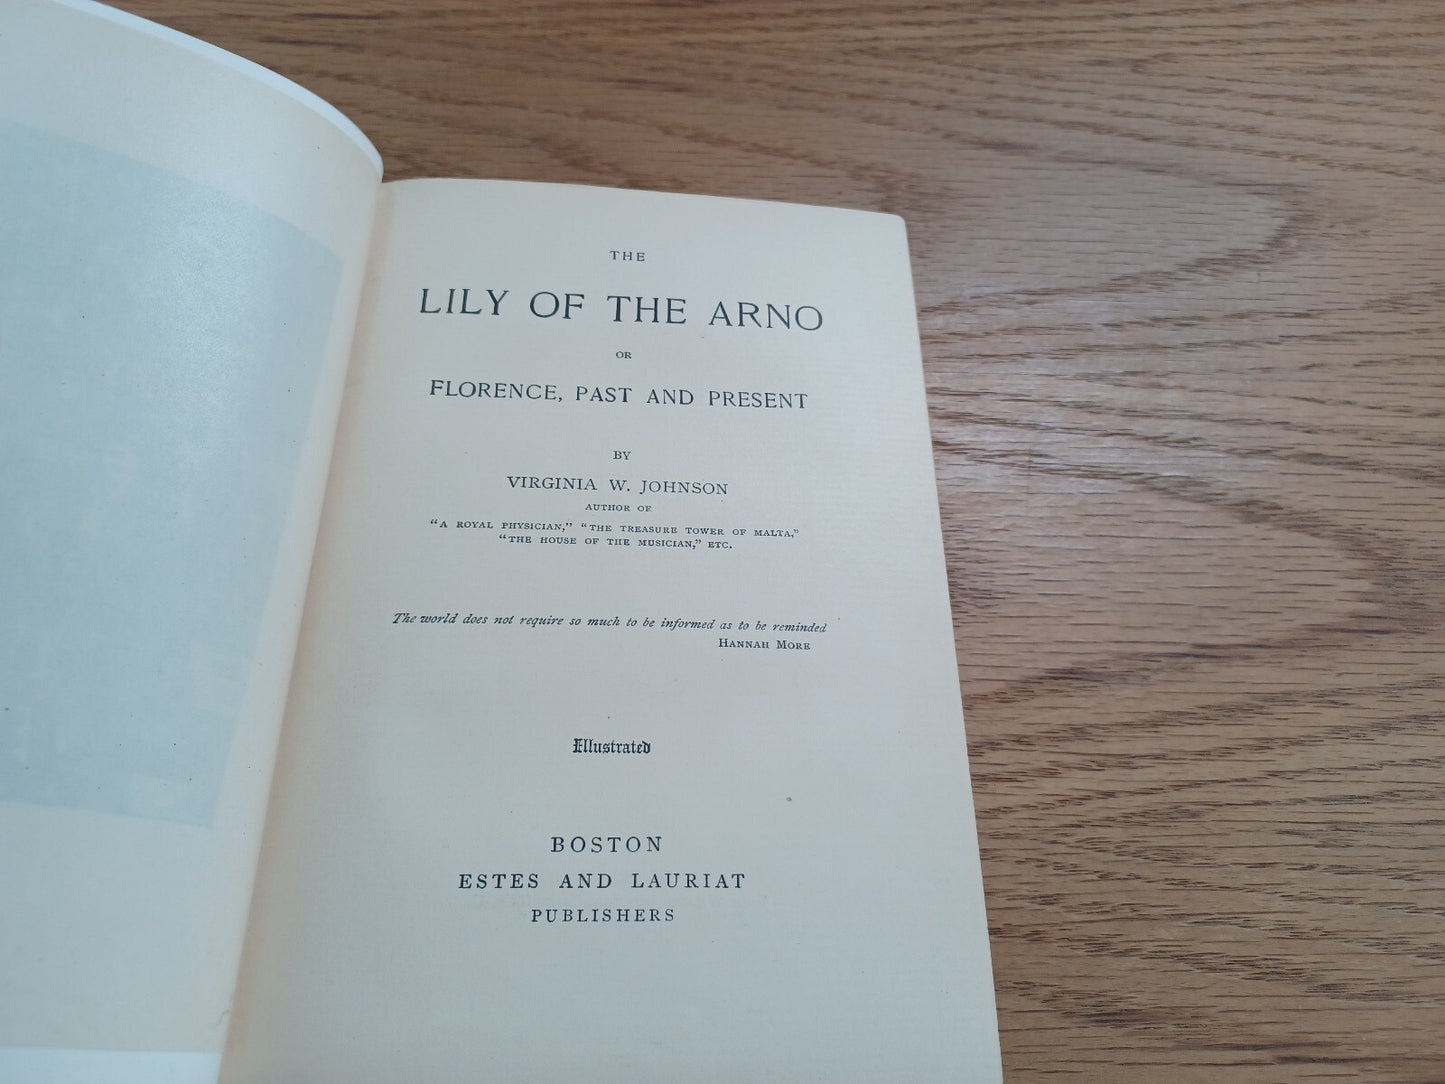 THE
LILY OF THE ARNO
OR
FLORENCE, PAST AND PRESENT
BY
VIRGINIA W. JOHNSON
AUTHOR OF
"A ROYAL PHYSICIAN," "THE TREASURE TOWER OF MALTA,"
"THE HOUSE OF THE MUSICIAN," ETC.
The world does not require so much to be informed as to be reminded
HANNAH MORE
Illustrated
BOSTON
ESTES AND LAURIAT
PUBLISHERS